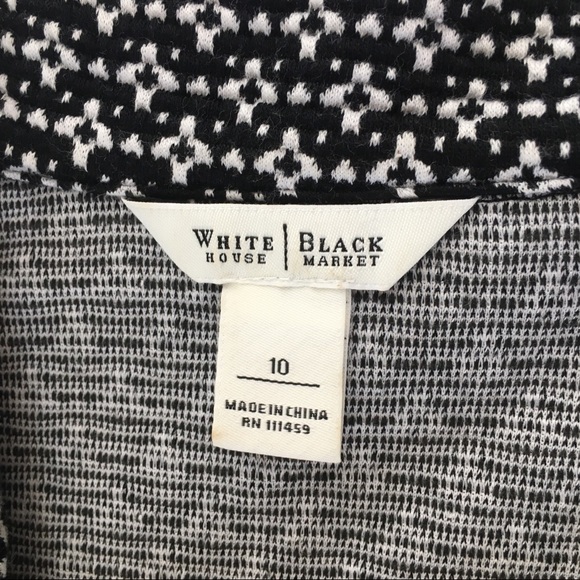 WHITE | BLACK
HOUSE | MARKET
10
MADE IN CHINA
RN 111459